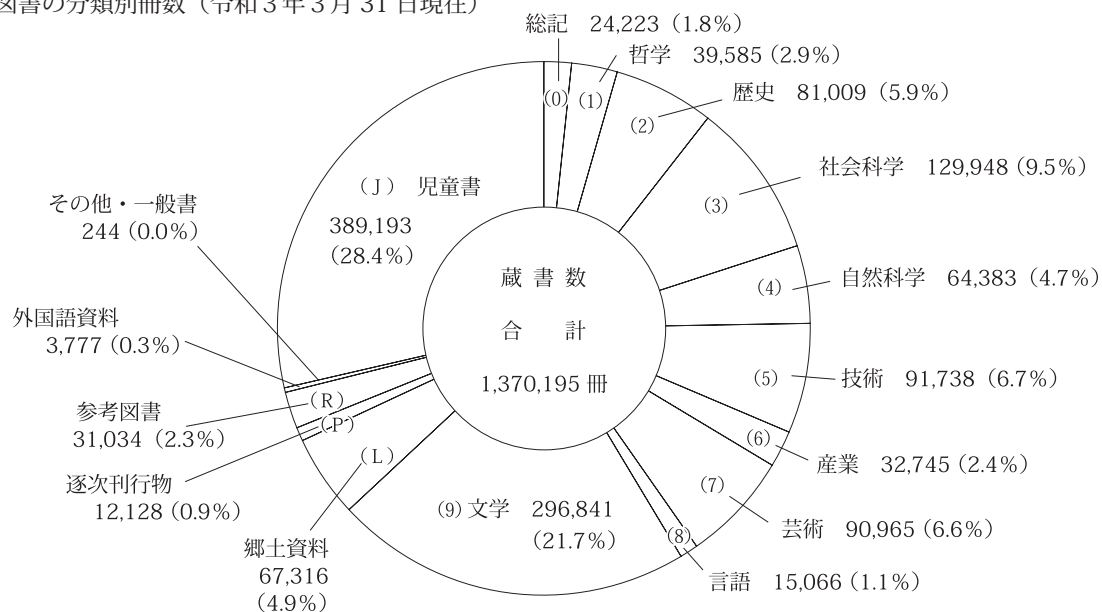 図書の分類別冊数（令和３年３月 31 日現在）
総記　24,223（1.8%）
哲学　39,585（2.9%）
歴史　81,009（5.9%）
社会科学　129,948（9.5%）
自然科学　64,383（4.7%）
技術　91,738（6.7%）
産業　32,745（2.4%）
芸術　90,965（6.6%）
言語　15,066（1.1%）
(9) 文学　296,841
（21.7%）
郷土資料
67,316
（4.9%）
逐次刊行物
12,128（0.9%）
参考図書
31,034（2.3%）
外国語資料
3,777（0.3%）
その他・一般書
244（0.0%）
（J）　児童書
389,193
（28.4%）
(0)
(1)
(2)
(3)
(4)
(5)
(6)
(7)
(8)
（L）
（P）
（R）
蔵 書 数
合　　計
1,370,195 冊